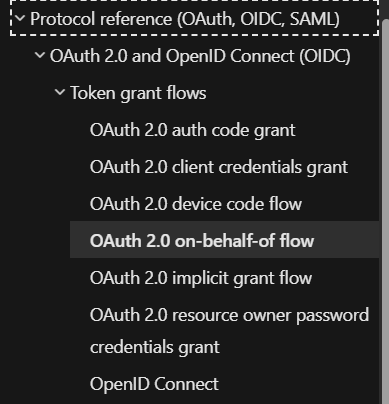 Protocol reference (OAuth, OIDC, SAML)
OAuth 2.0 and OpenID Connect (OIDC)
Token grant flows
OAuth 2.0 auth code grant
OAuth 2.0 client credentials grant
OAuth 2.0 device code flow
OAuth 2.0 on-behalf-of flow
OAuth 2.0 implicit grant flow
OAuth 2.0 resource owner password
credentials grant
OpenID Connect